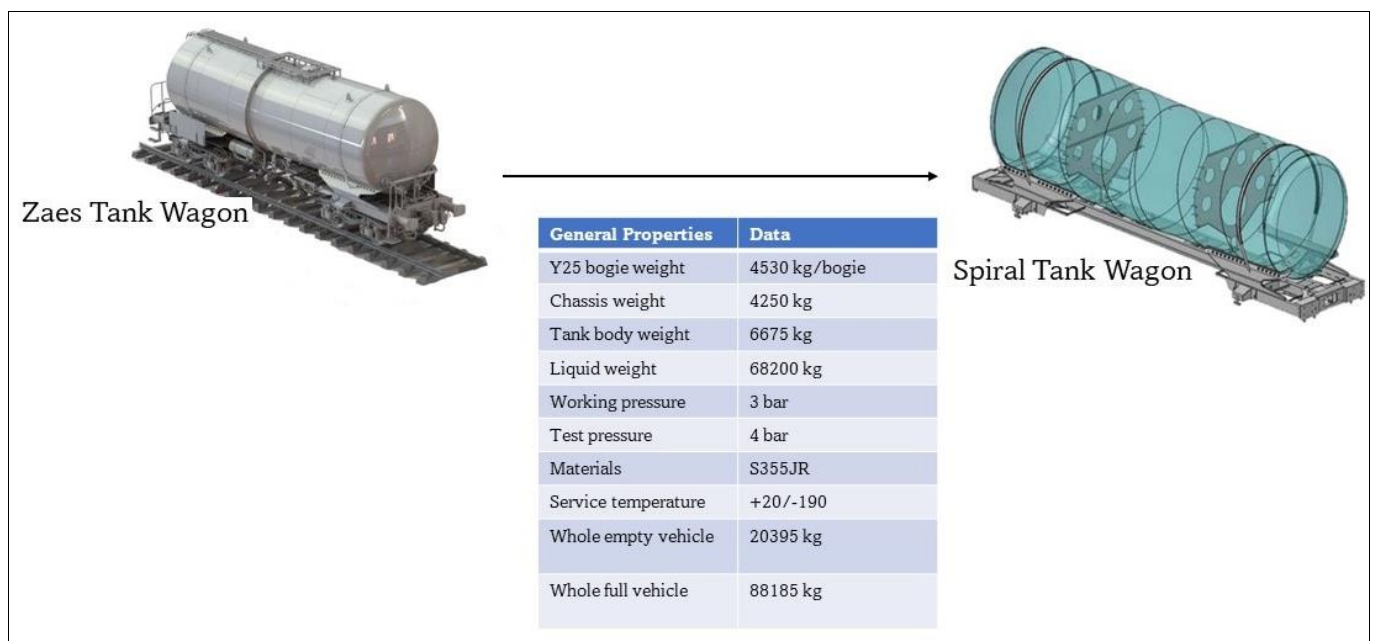 Zaes Tank Wagon
General Properties Data
Y25 bogie weight 4530 kg/bogie
Chassis weight 4250 kg
Tank body weight 6675 kg
Liquid weight 68200 kg
Working pressure 3 bar
Test pressure 4 bar
Materials S355JR
Service temperature +20/-190
Whole empty vehicle 20395 kg
Whole full vehicle 88185 kg
Spiral Tank Wagon